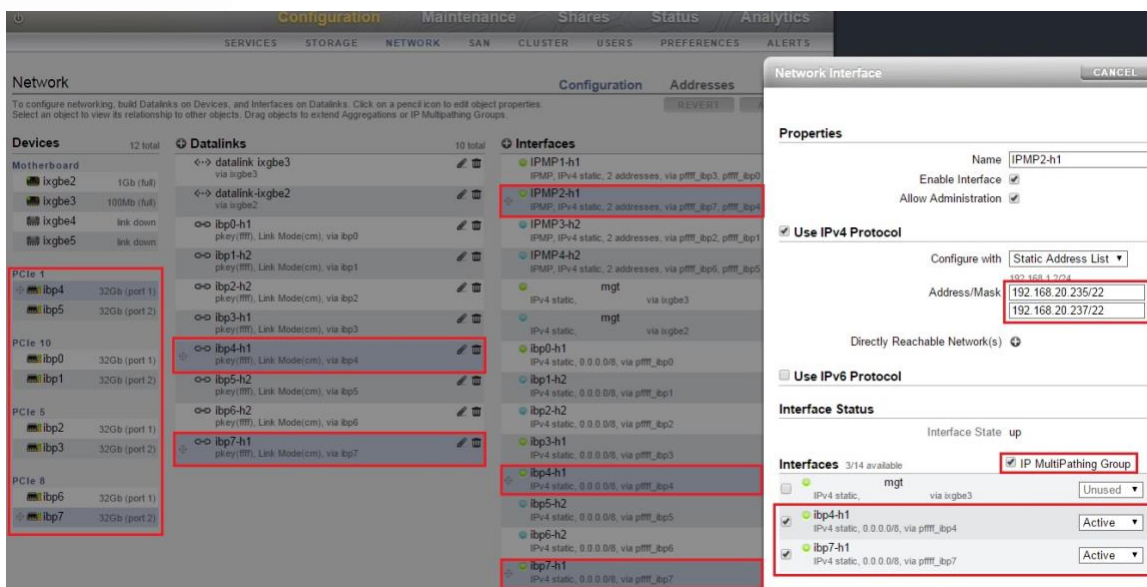 Configuration Maintenance Shares Status Analytics
SERVICES STORAGE NETWORK SAN CLUSTER USERS PREFERENCES ALERTS
Network
Configuration Addresses
To configure networking, build Datalinks on Devices, and Interfaces on Datalinks. Click on a pencil icon to edit object properties.
Select an object to view its relationship to other objects. Drag objects to extend Aggregations or IP Multipathing Groups.
REVERT
Devices 12 total
Motherboard
ixgbe2 1Gb (full)
ixgbe3 100Mb (full)
ixgbe4 link down
ixgbe5 link down
PCIe 1
ibp4 32Gb (port 1)
ibp5 32Gb (port 2)
PCIe 10
ibp0 32Gb (port 1)
ibp1 32Gb (port 2)
PCIe 5
ibp2 32Gb (port 1)
ibp3 32Gb (port 2)
PCIe 8
ibp6 32Gb (port 1)
ibp7 32Gb (port 2)
Datalinks 10 total
datalink ixgbe3
via ixgbe3
datalink-ixgbe2
via ixgbe2
ibp0-h1
pkey(ffff), Link Mode(cm), via ibp0
ibp1-h2
pkey(ffff), Link Mode(cm), via ibp1
ibp2-h2
pkey(ffff), Link Mode(cm), via ibp2
ibp3-h1
pkey(ffff), Link Mode(cm), via ibp3
ibp4-h1
pkey(ffff), Link Mode(cm), via ibp4
ibp5-h2
pkey(ffff), Link Mode(cm), via ibp5
ibp6-h2
pkey(ffff), Link Mode(cm), via ibp6
ibp7-h1
pkey(ffff), Link Mode(cm), via ibp7
Interfaces
IPMP1-h1
IPMP, IPv4 static, 2 addresses, via pffff_ibp3, pffff_ibp0
IPMP2-h1
IPMP, IPv4 static, 2 addresses, via pffff_ibp7, pffff_ibp4
IPMP3-h2
IPMP, IPv4 static, 2 addresses, via pffff_ibp2, pffff_ibp1
IPMP4-h2
IPMP, IPv4 static, 2 addresses, via pffff_ibp6, pffff_ibp5
mgt
IPv4 static, via ixgbe3
mgt
IPv4 static, via ixgbe2
ibp0-h1
IPv4 static, 0.0.0.0/8, via pffff_ibp0
ibp1-h2
IPv4 static, 0.0.0.0/8, via pffff_ibp1
ibp2-h2
IPv4 static, 0.0.0.0/8, via pffff_ibp2
ibp3-h1
IPv4 static, 0.0.0.0/8, via pffff_ibp3
ibp4-h1
IPv4 static, 0.0.0.0/8, via pffff_ibp4
ibp5-h2
IPv4 static, 0.0.0.0/8, via pffff_ibp5
ibp6-h2
IPv4 static, 0.0.0.0/8, via pffff_ibp6
ibp7-h1
IPv4 static, 0.0.0.0/8, via pffff_ibp7
Network Interface CANCEL
Properties
Name IPMP2-h1
Enable Interface
Allow Administration
Use IPv4 Protocol
Configure with Static Address List
192.168.1.2/24
Address/Mask 192.168.20.235/22
192.168.20.237/22
Directly Reachable Network(s)
Use IPv6 Protocol
Interface Status
Interface State up
Interfaces 3/14 available IP MultiPathing Group
mgt Unused
IPv4 static, via ixgbe3
ibp4-h1 Active
IPv4 static, 0.0.0.0/8, via pffff_ibp4
ibp7-h1 Active
IPv4 static, 0.0.0.0/8, via pffff_ibp7